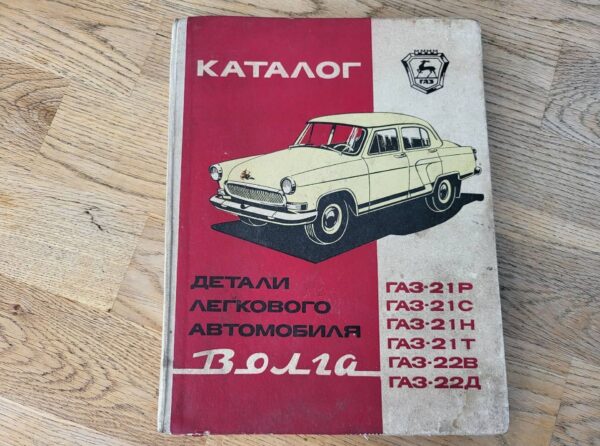 КАТАЛОГ
ГАЗ
ДЕТАЛИ
ЛЕГКОВОГО
АВТОМОБИЛЯ
Волга
ГАЗ-21Р
ГАЗ-21С
ГАЗ-21Н
ГАЗ-21Т
ГАЗ-22В
ГАЗ-22Д